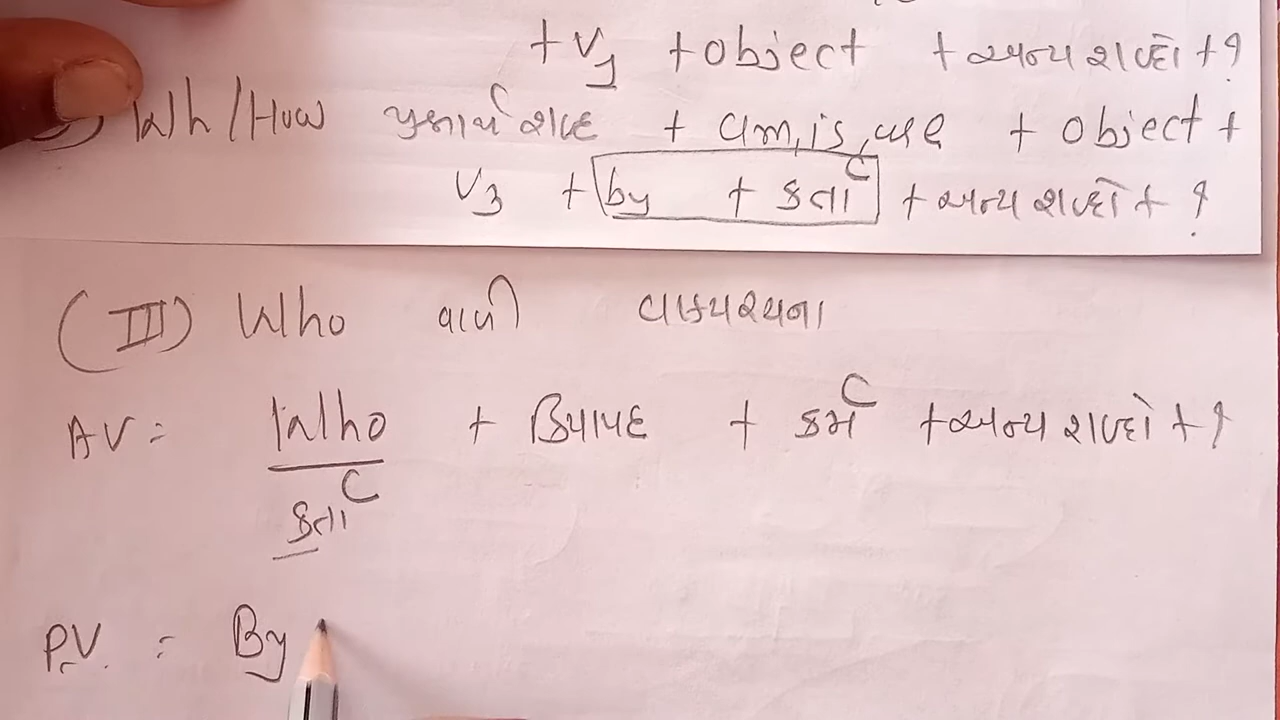 + V1 + object + અન્ય શબ્દો + ?
Wh/How પ્રશ્નાર્થ શબ્દ + am, is, are + object +
V3 + by + કર્તા + અન્ય શબ્દો + ?
(III) Who વાળી વાક્યરચના
AV = Who + ક્રિયાપદ + કર્મ + અન્ય શબ્દો + ?
કર્તા
P.V. = By